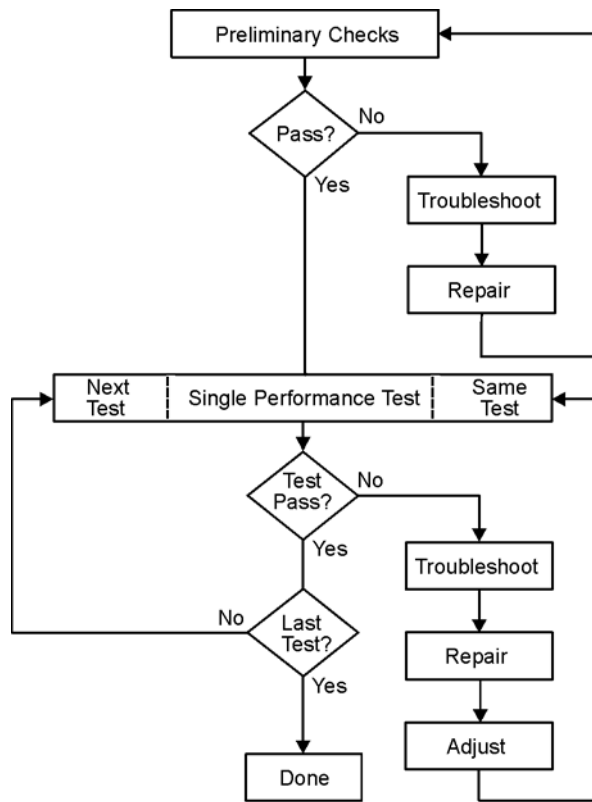 Preliminary Checks
Pass?
No
Yes
Troubleshoot
Repair
Next
Test
Single Performance Test
Same
Test
Test
Pass?
No
Yes
Troubleshoot
Last
Test?
No
Yes
Repair
Adjust
Done